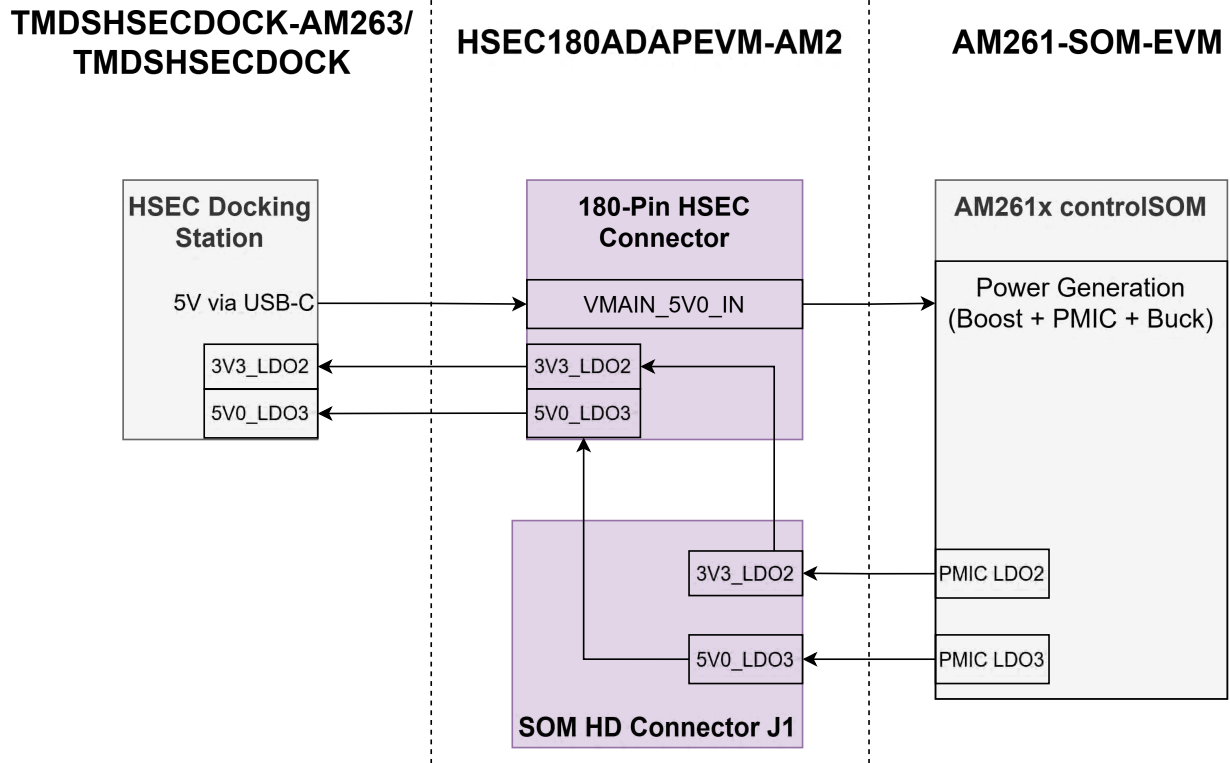 TMDSHSECDOCK-AM263/
TMDSHSECDOCK
HSEC180ADAPEVM-AM2
AM261-SOM-EVM
HSEC Docking
Station
5V via USB-C
3V3_LDO2
5V0_LDO3
180-Pin HSEC
Connector
VMAIN_5V0_IN
3V3_LDO2
5V0_LDO3
3V3_LDO2
5V0_LDO3
SOM HD Connector J1
AM261x controlSOM
Power Generation
(Boost + PMIC + Buck)
PMIC LDO2
PMIC LDO3